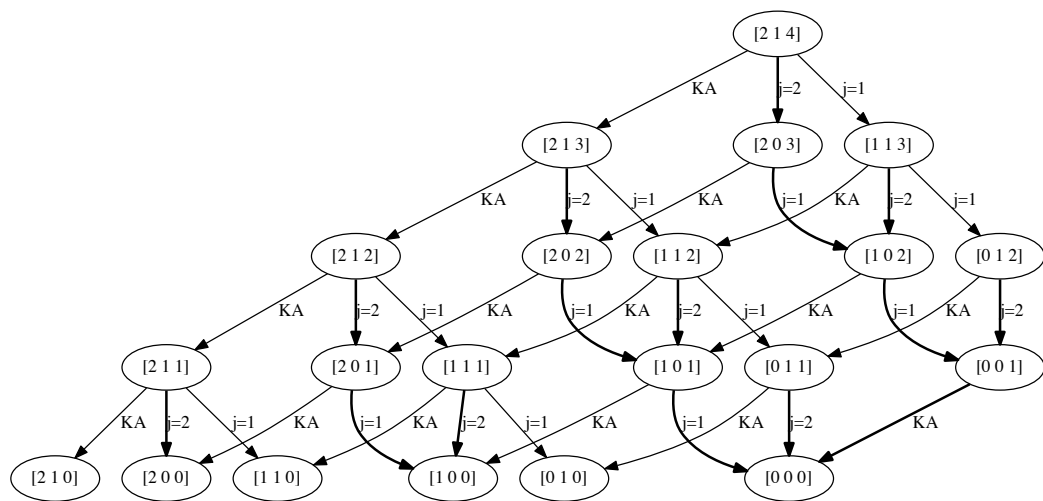 [2 1 4]
KA j=2 j=1
[2 1 3] [2 0 3] [1 1 3]
KA j=2 j=1 KA j=1 j=2 KA j=1
[2 1 2] [2 0 2] [1 1 2] [1 0 2] [0 1 2]
KA j=2 j=1 KA j=1 KA j=2 j=1 KA j=1 KA j=2
[2 1 1] [2 0 1] [1 1 1] [1 0 1] [0 1 1] [0 0 1]
KA j=2 j=1 KA j=1 KA j=2 j=1 KA j=1 KA j=2 KA
[2 1 0] [2 0 0] [1 1 0] [1 0 0] [0 1 0] [0 0 0]